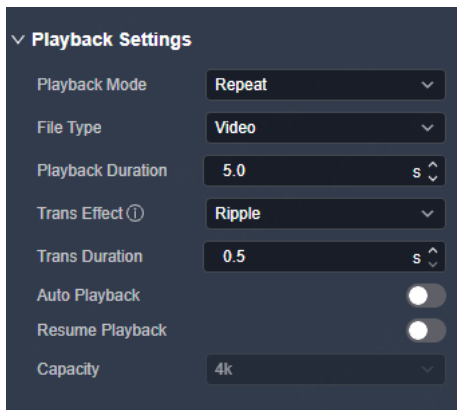 Playback Settings
Playback Mode Repeat
File Type Video
Playback Duration 5.0 s
Trans Effect ⓘ Ripple
Trans Duration 0.5 s
Auto Playback
Resume Playback
Capacity 4k